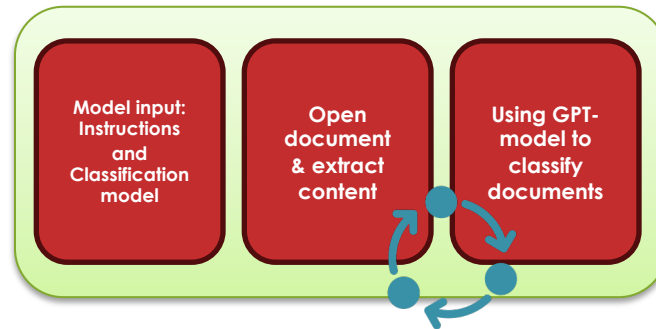 Model input:
Instructions
and
Classification
model
Open
document
& extract
content
Using GPT-
model to
classify
documents